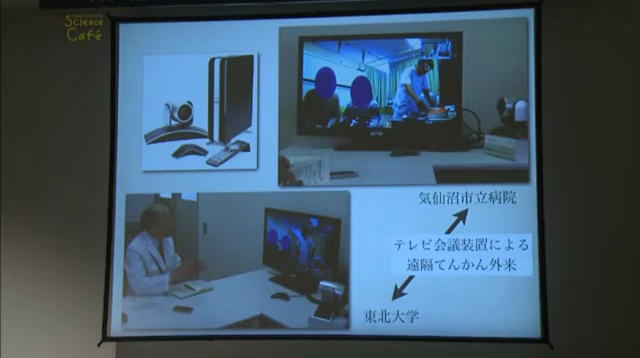 Science
Café
気仙沼市立病院
テレビ会議装置による
遠隔てんかん外来
東北大学